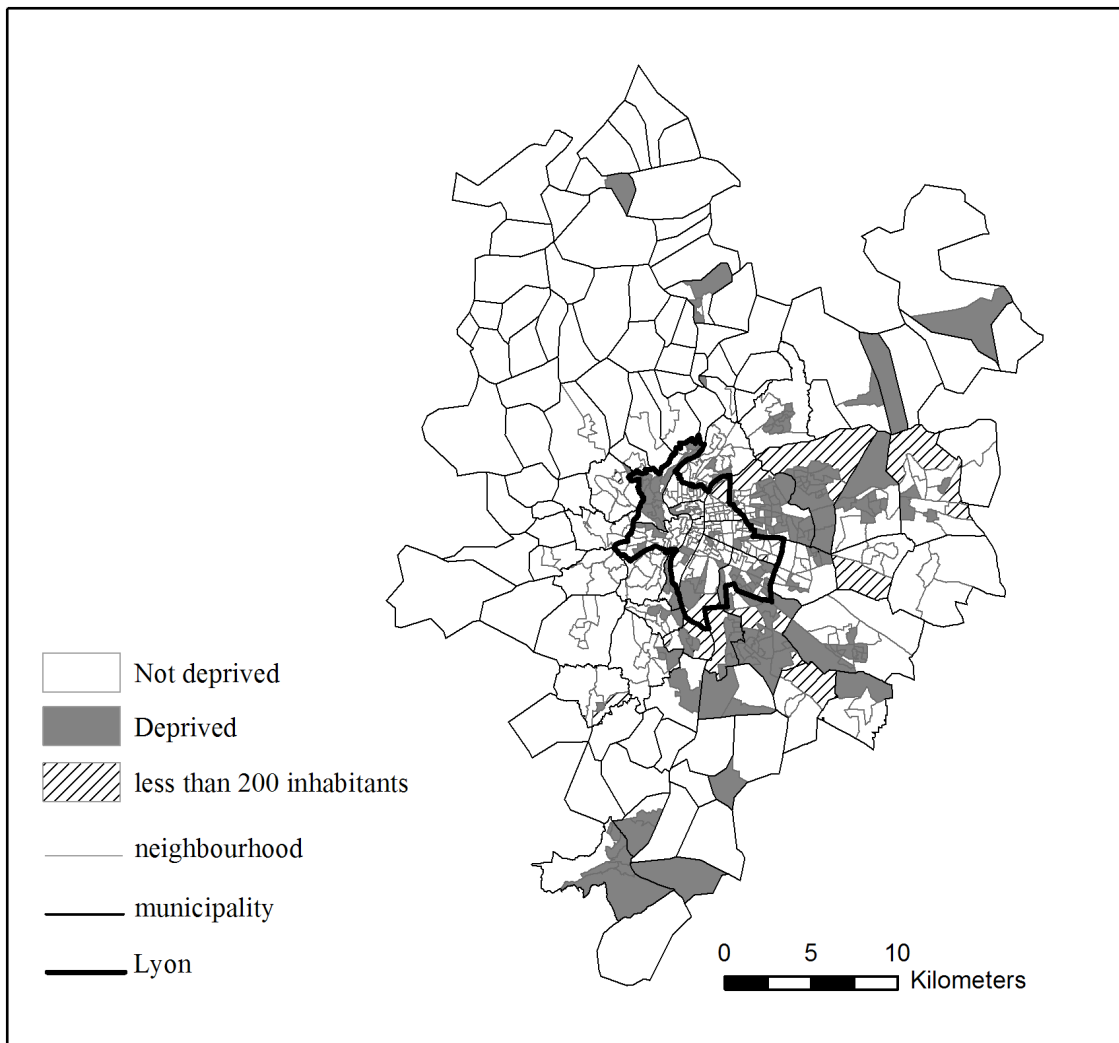 Not deprived
Deprived
less than 200 inhabitants
neighbourhood
municipality
Lyon
0 5 10
Kilometers